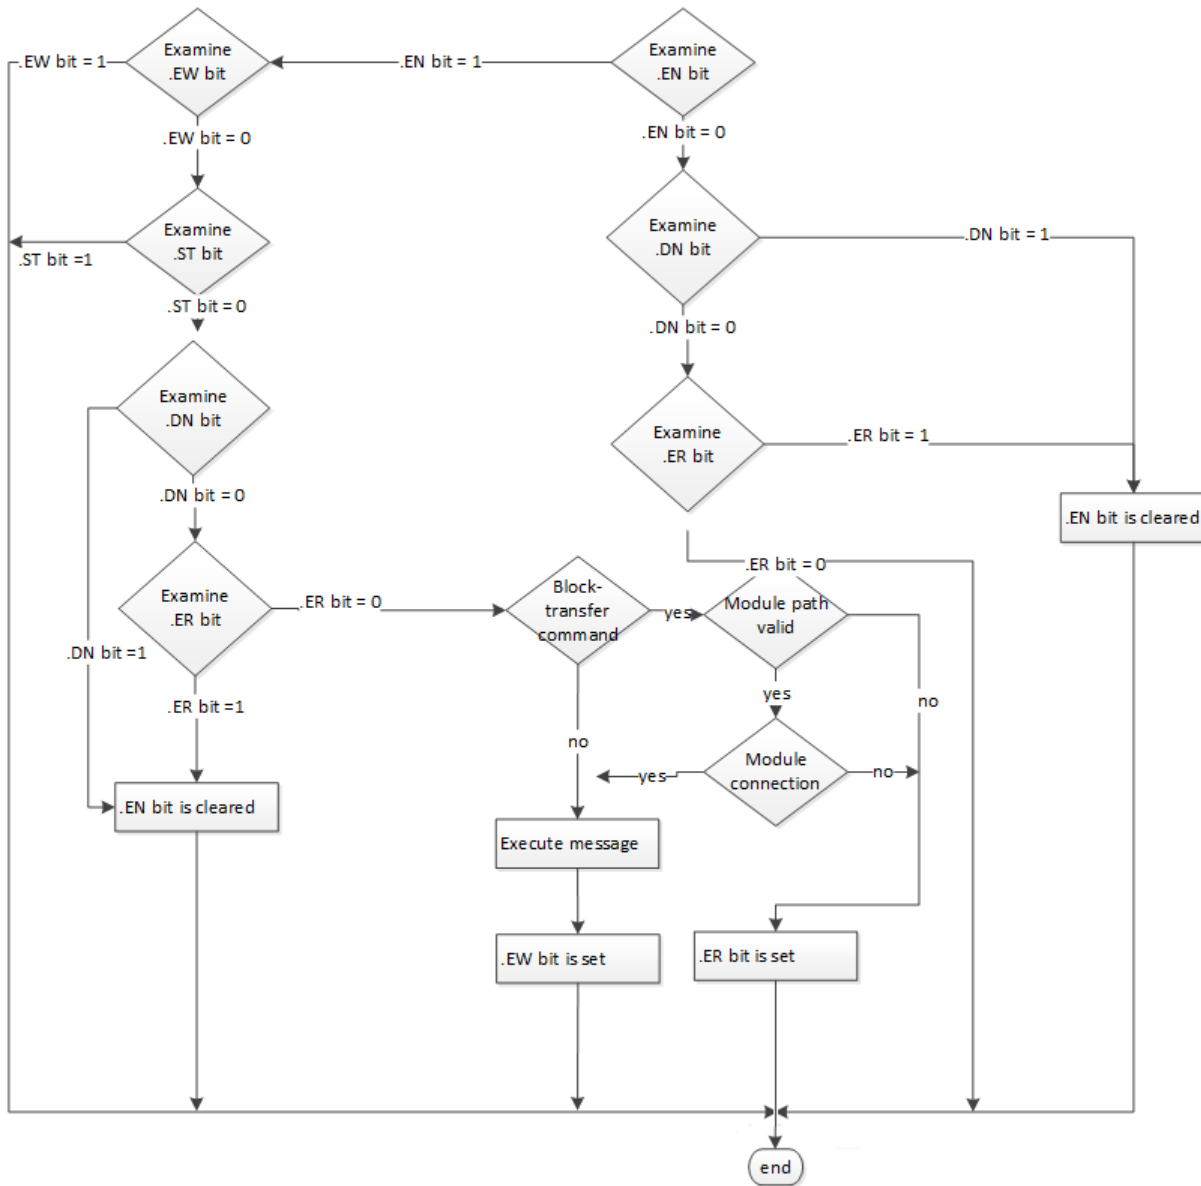 Examine
.EW bit
Examine
.EN bit
.EW bit = 1
.EN bit = 1
.EW bit = 0
.EN bit = 0
Examine
.ST bit
Examine
.DN bit
.DN bit = 1
.ST bit =1
.ST bit = 0
.DN bit = 0
Examine
.DN bit
Examine
.ER bit
.ER bit = 1
.DN bit = 0
.EN bit is cleared
Examine
.ER bit
.ER bit = 0
Block-
transfer
command
yes
.ER bit = 0
Module path
valid
.DN bit =1
.ER bit =1
yes
no
no
Module
connection
yes
no
.EN bit is cleared
Execute message
.EW bit is set
.ER bit is set
end